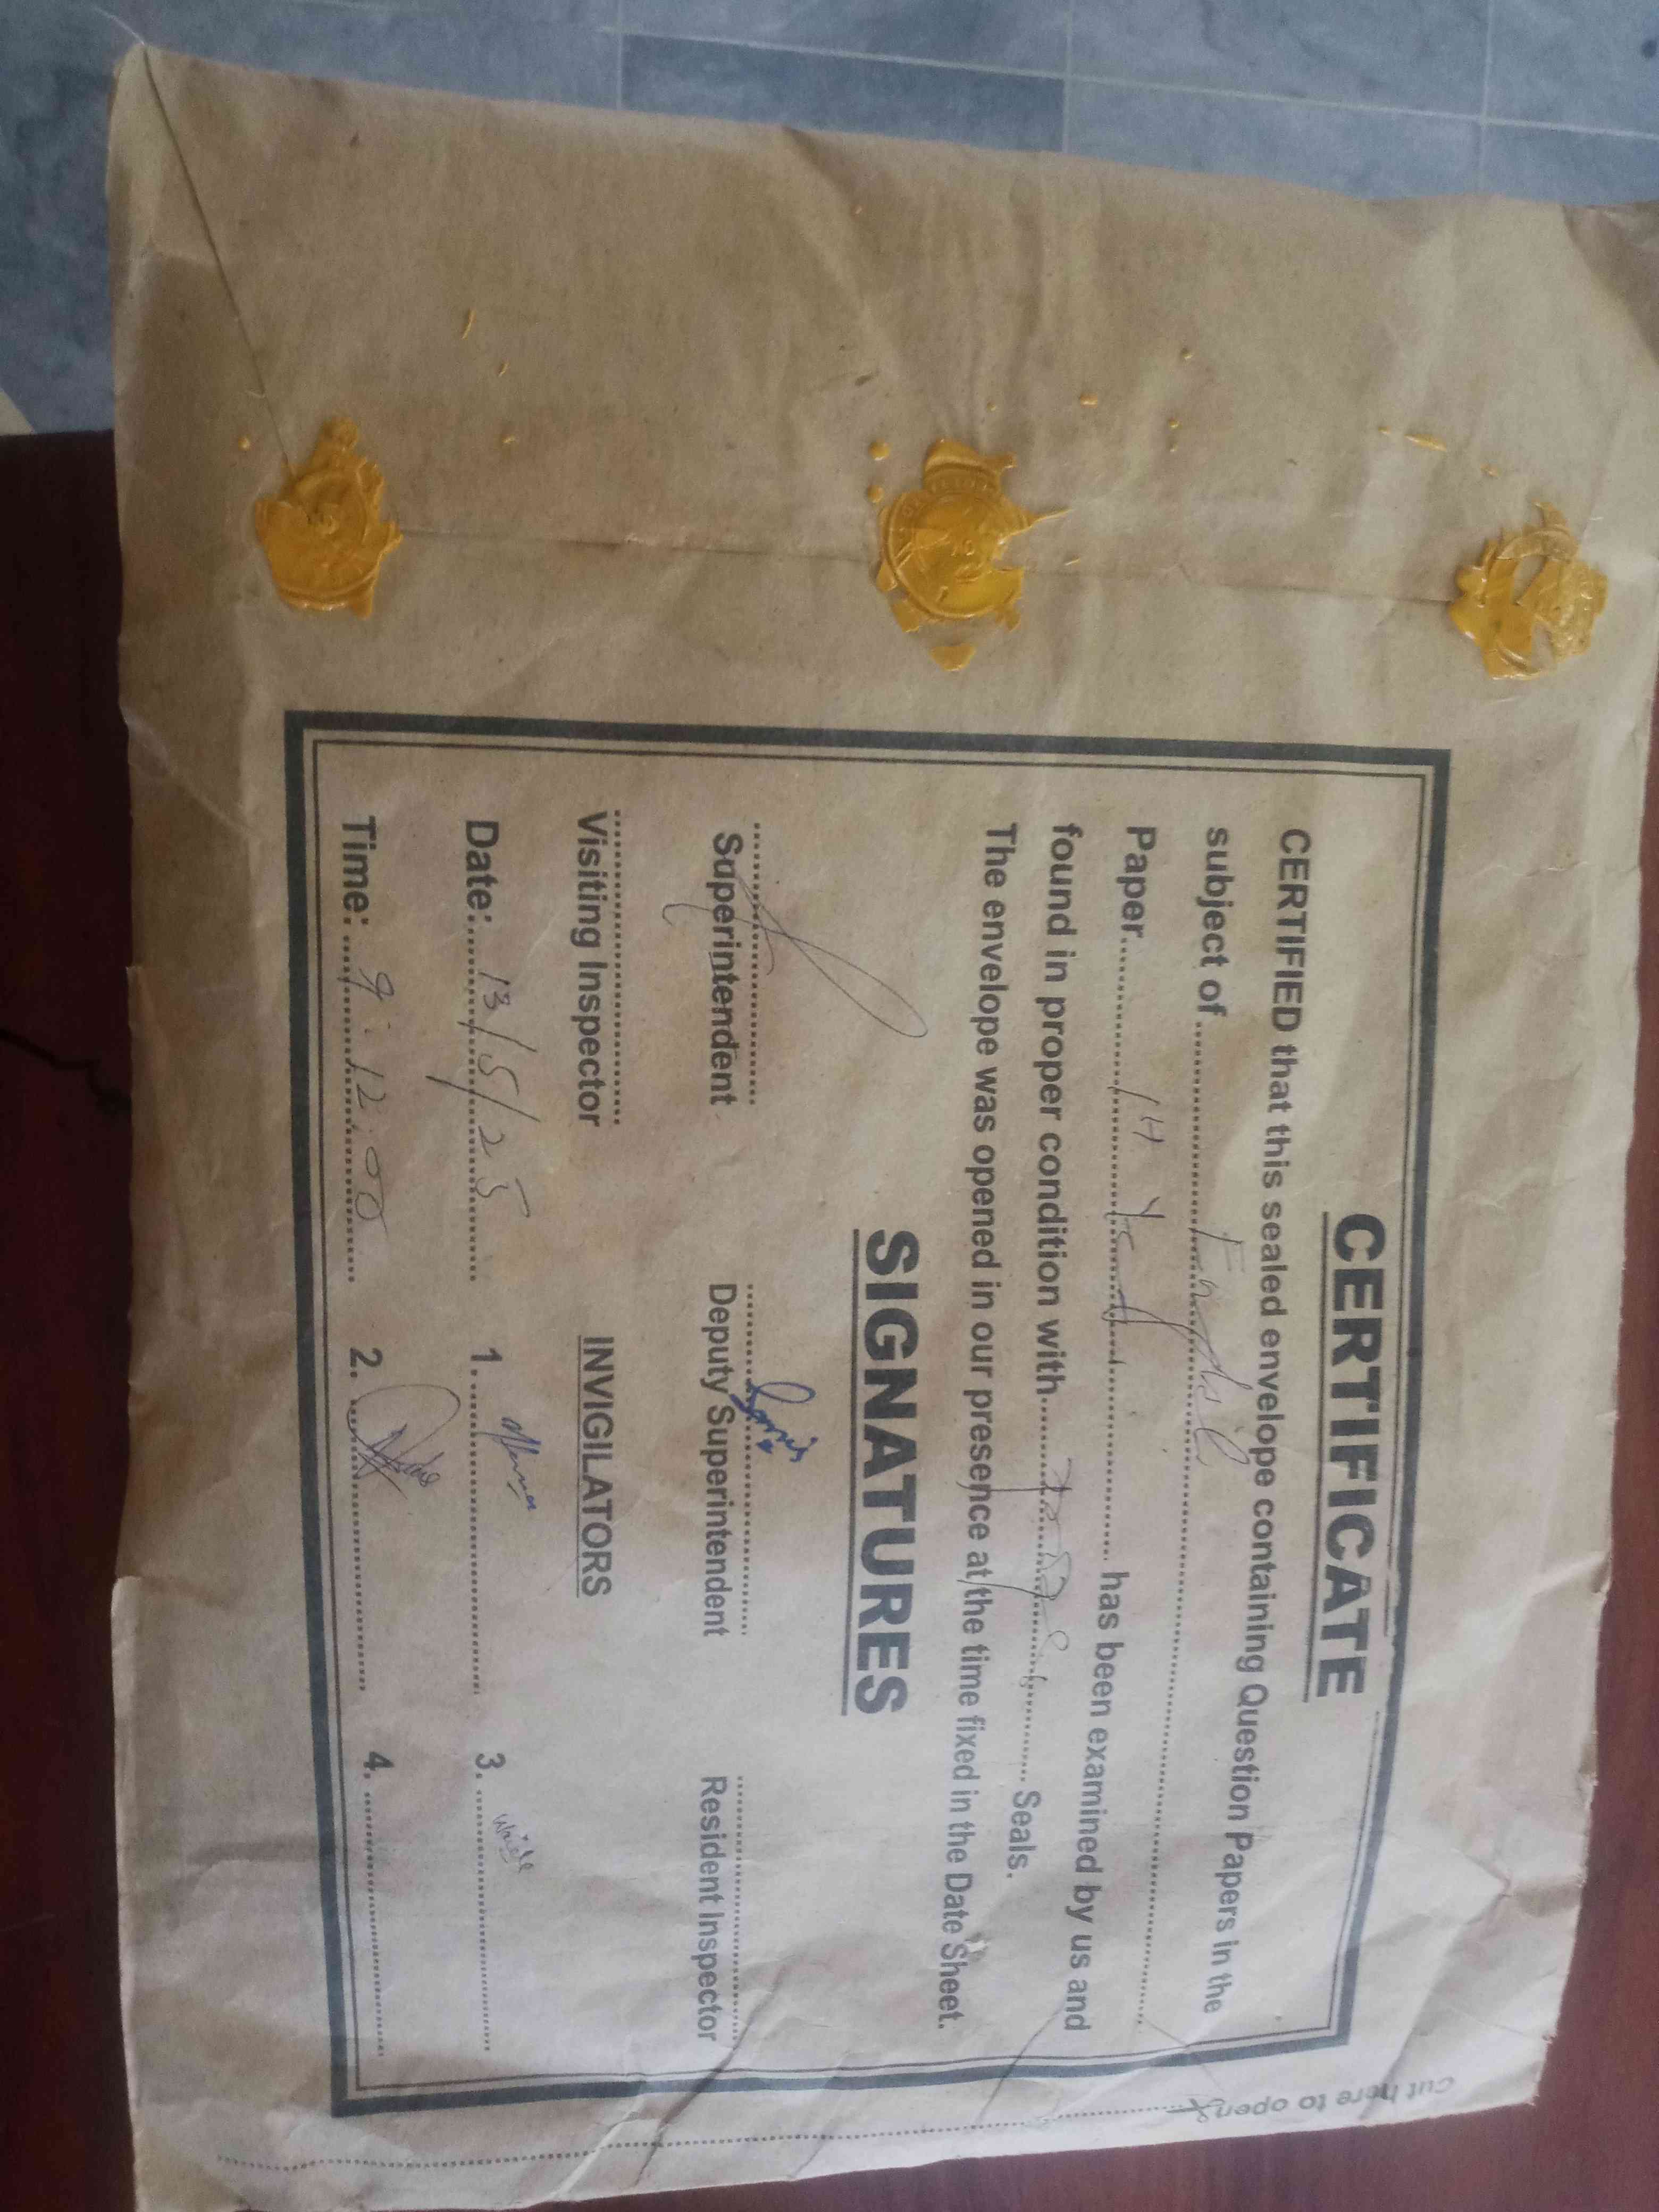 CERTIFICATE
CERTIFIED that this sealed envelope containing Question Papers in the
subject of English
Paper has been examined by us and
found in proper condition with Seals.
The envelope was opened in our presence at the time fixed in the Date Sheet.
SIGNATURES
Superintendent Deputy Superintendent Resident Inspector
Visiting Inspector INVIGILATORS
Date: 13/5/25 1. 3.
Time: 9:12:00 2. 4.
cut here to open